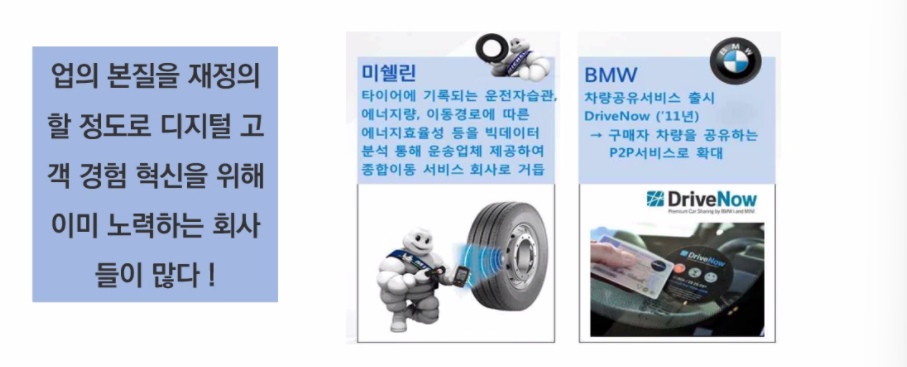 업의 본질을 재정의
할 정도로 디지털 고
객 경험 혁신을 위해
이미 노력하는 회사
들이 많다 !
미쉘린
타이어에 기록되는 운전자습관,
에너지량, 이동경로에 따른
에너지효율성 등을 빅데이터
분석 통해 운송업체 제공하여
종합이동 서비스 회사로 거듭
BMW
BMW
차량공유서비스 출시
DriveNow ('11년)
→ 구매자 차량을 공유하는
P2P서비스로 확대
DriveNow
Premium Car Sharing by BMW i and MINI
DriveNow